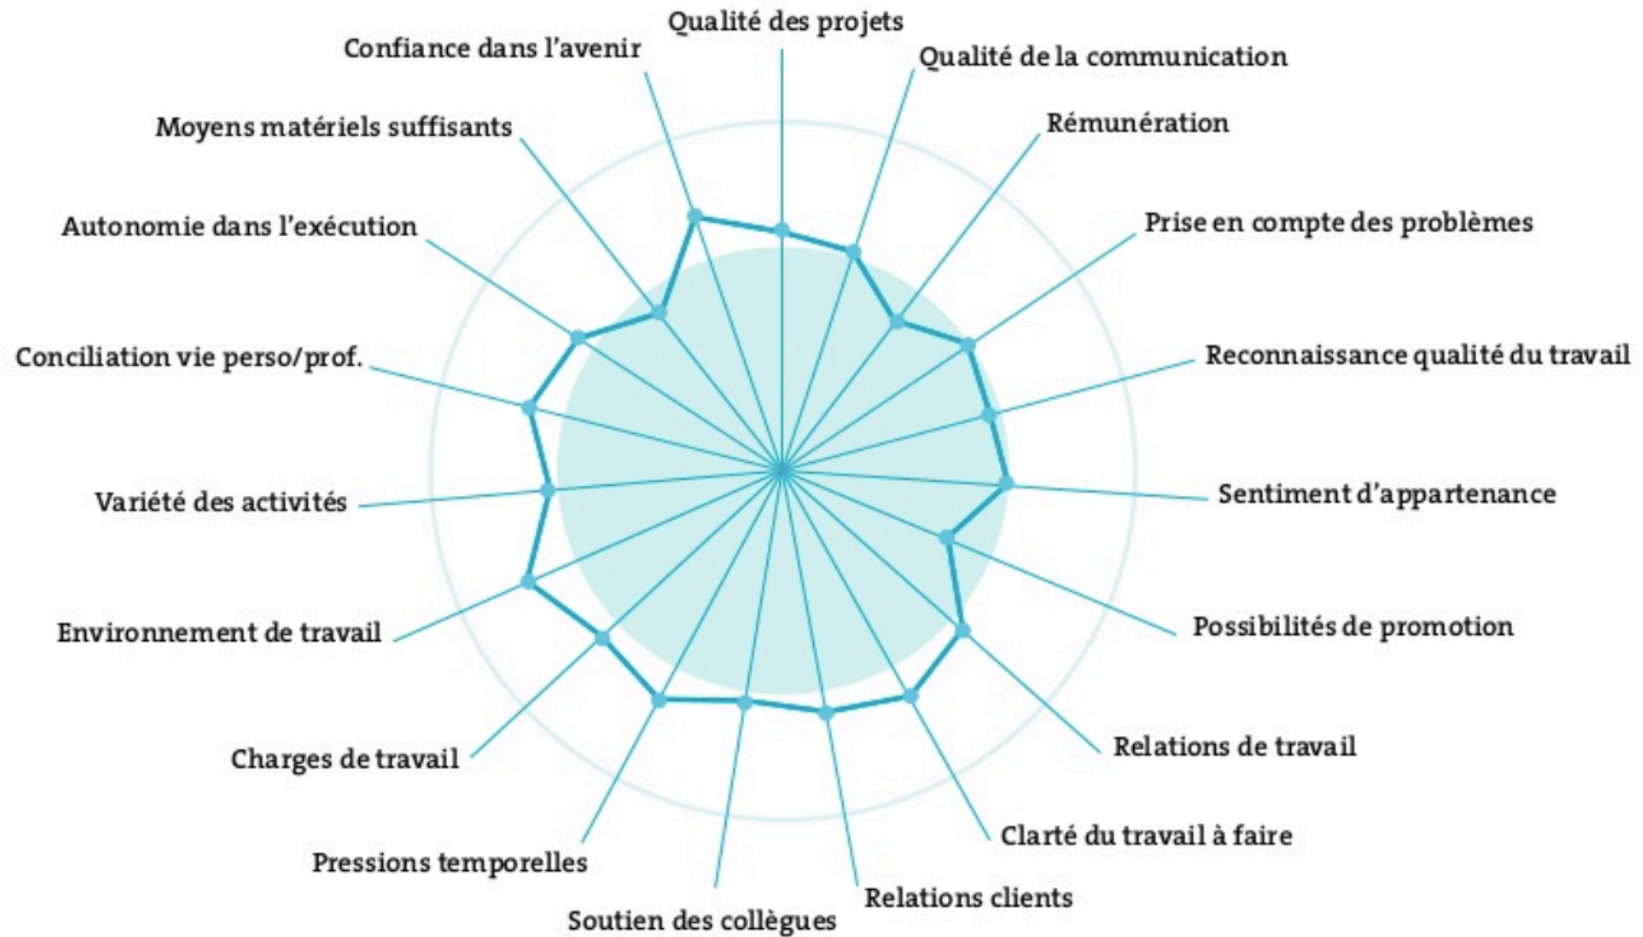 Qualité des projets
Confiance dans l’avenir
Qualité de la communication
Moyens matériels suffisants
Rémunération
Autonomie dans l’exécution
Prise en compte des problèmes
Conciliation vie perso/prof.
Reconnaissance qualité du travail
Variété des activités
Sentiment d’appartenance
Environnement de travail
Possibilités de promotion
Charges de travail
Relations de travail
Pressions temporelles
Clarté du travail à faire
Soutien des collègues
Relations clients